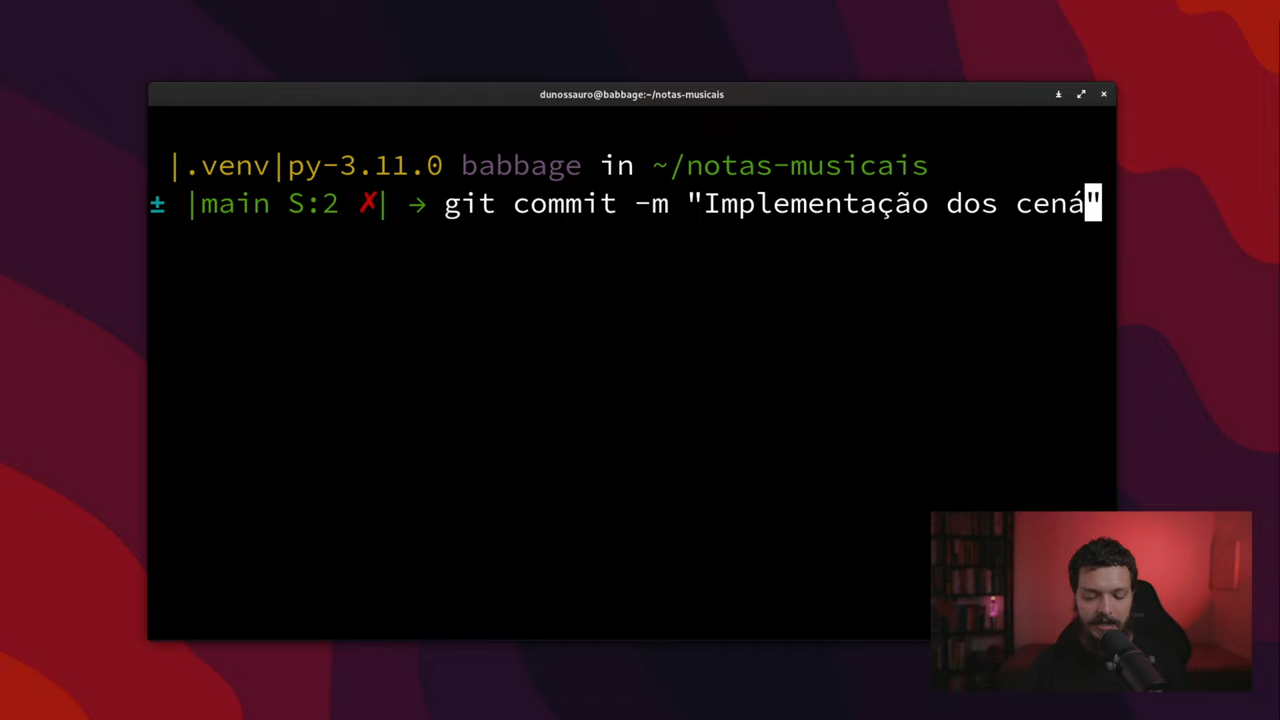 dunossauro@babbage:~/notas-musicais
|.venv|py-3.11.0 babbage in ~/notas-musicais
± |main S:2 ✗| → git commit -m "Implementação dos cená"